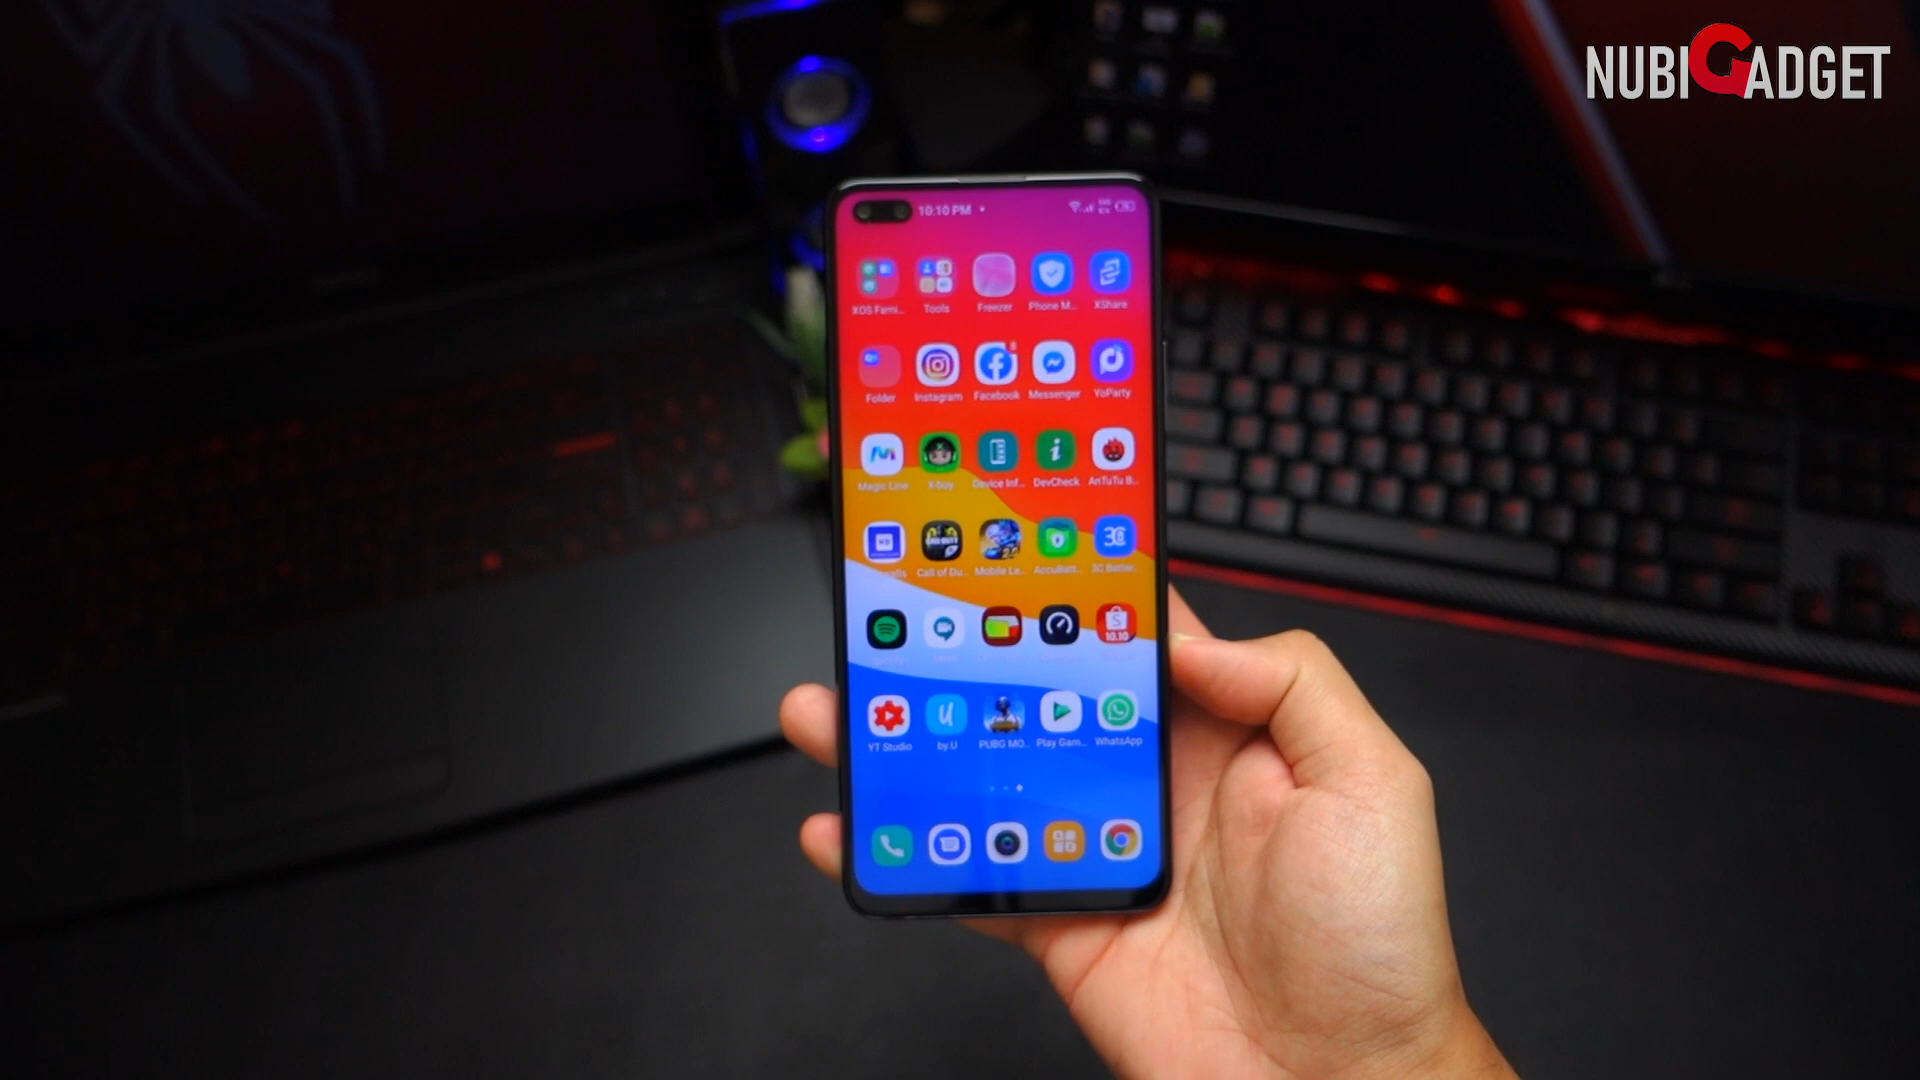 NUBIGADGET
10:10 PM
XOS Fami...
Tools
Freezer
Phone M...
XShare
Folder
Instagram
Facebook
Messenger
YoParty
Magic Line
X-boy
Device Inf...
DevCheck
AnTuTu B...
Call of Du...
Mobile Le...
AccuBatt...
3C Batter...
10.10
YT Studio
by.U
PUBG MO...
Play Gam...
WhatsApp